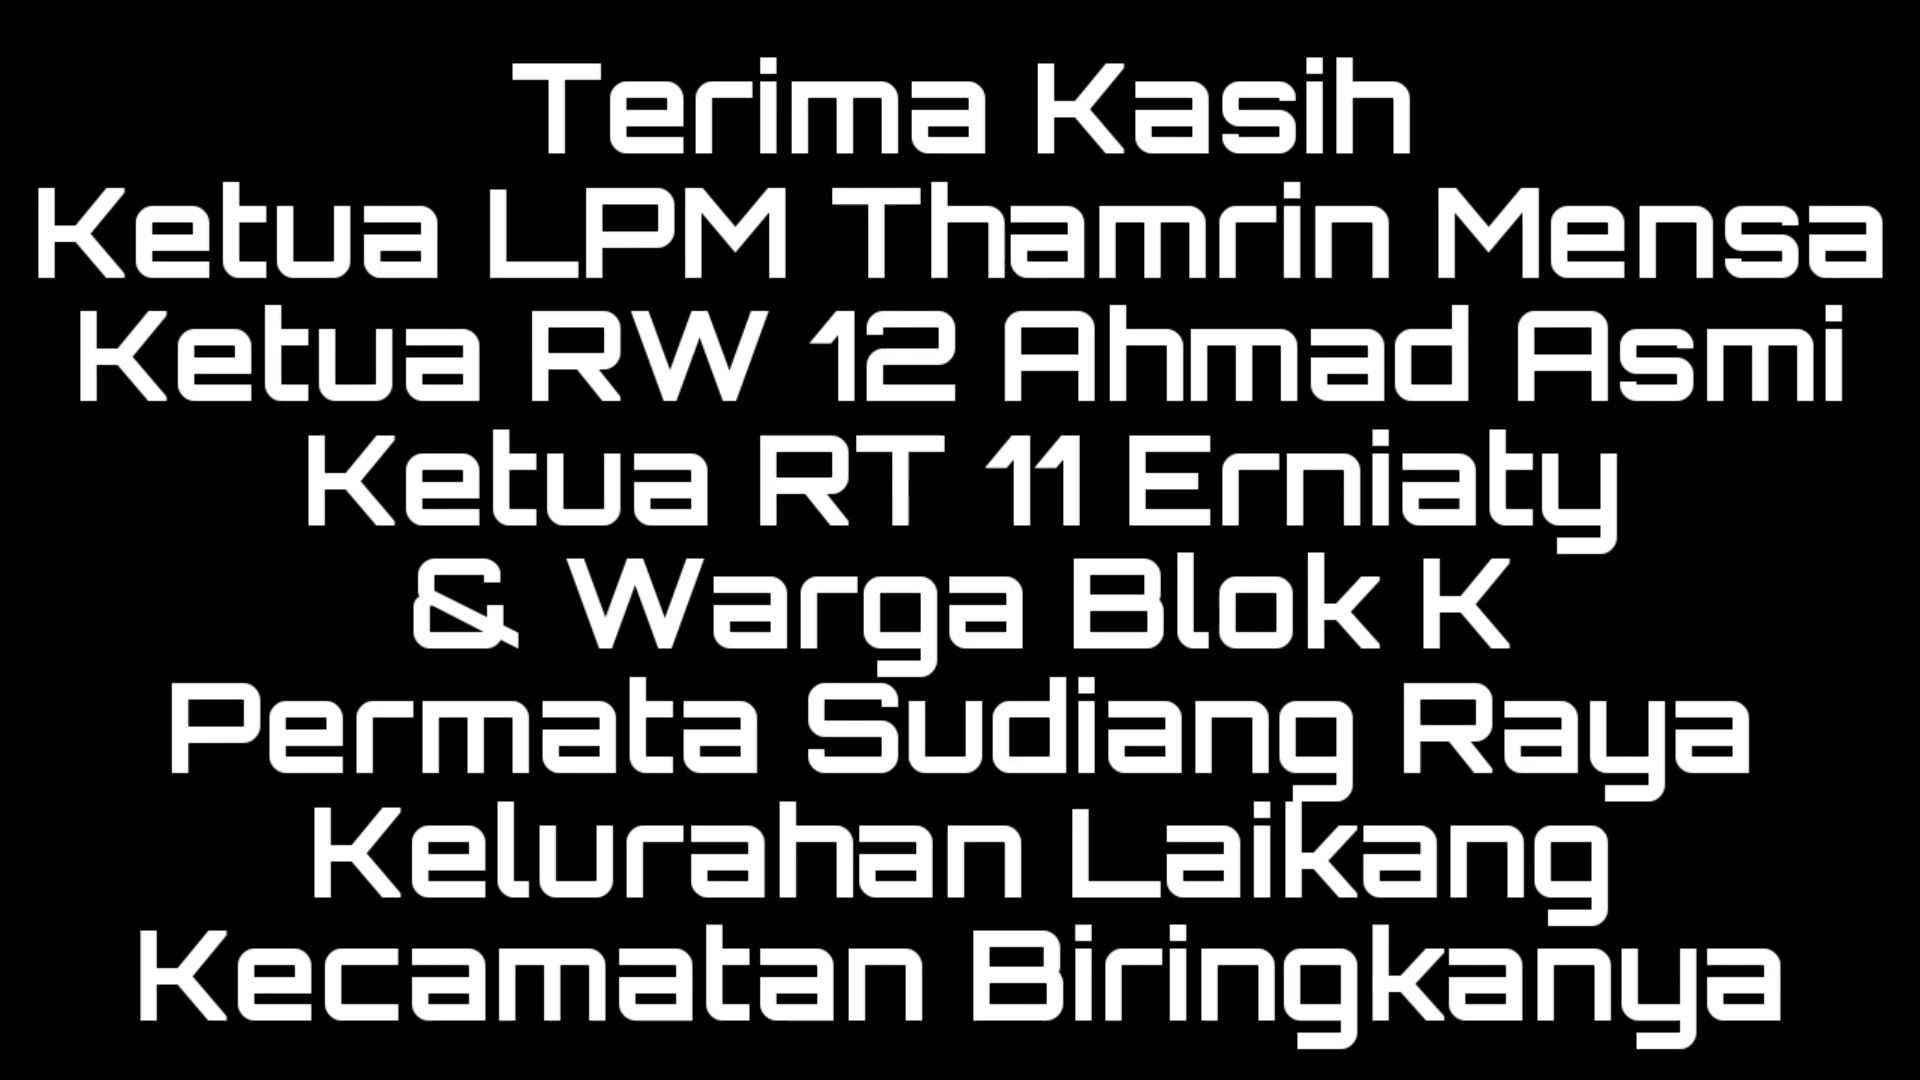 Terima Kasih
Ketua LPM Thamrin Mensa
Ketua RW 12 Ahmad Asmi
Ketua RT 11 Erniaty
& Warga Blok K
Permata Sudiang Raya
Kelurahan Laikang
Kecamatan Biringkanya